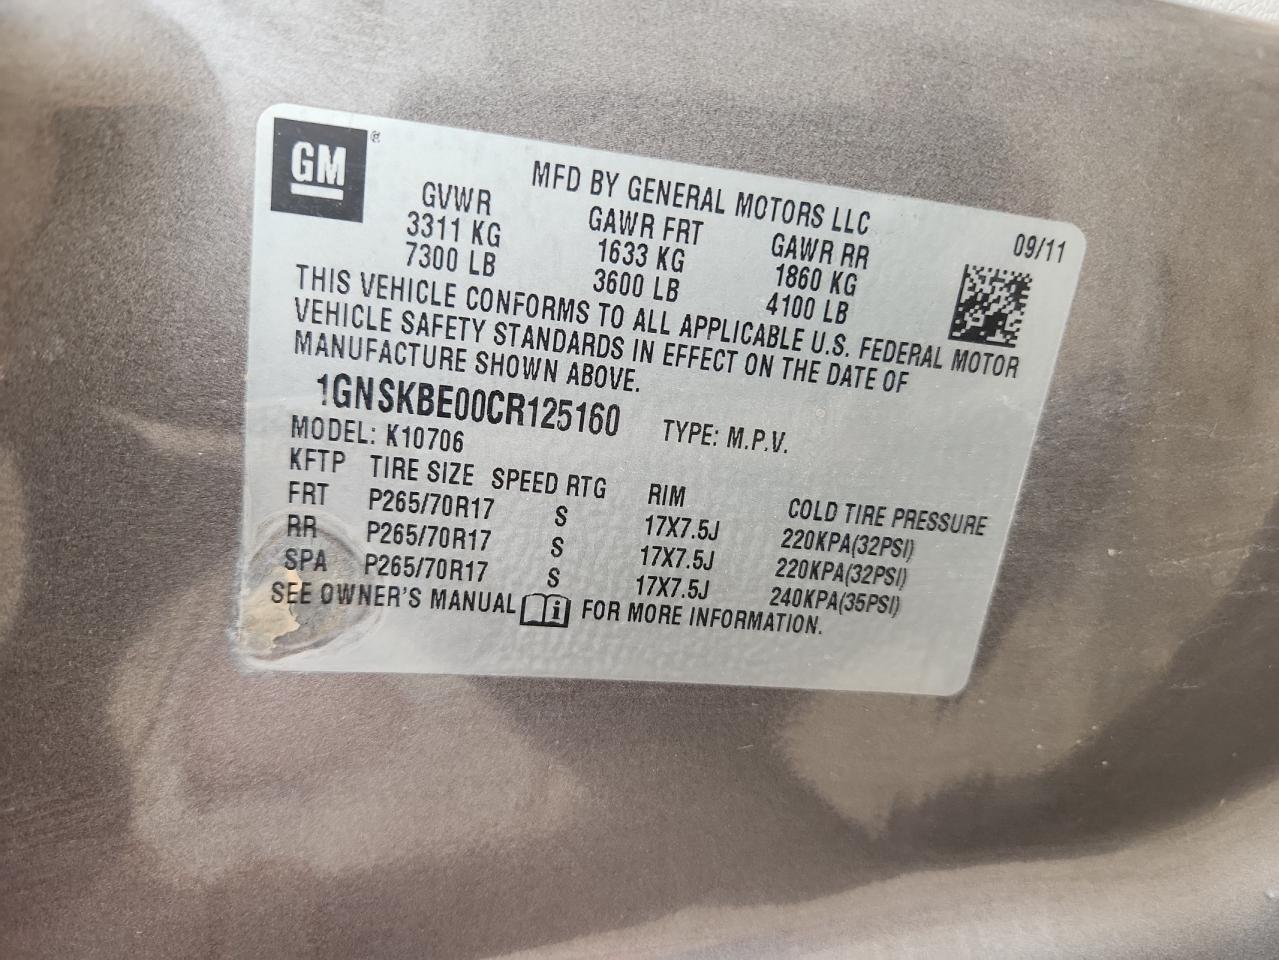 GM ®
MFD BY GENERAL MOTORS LLC
GVWR GAWR FRT GAWR RR 09/11
3311 KG 1633 KG 1860 KG
7300 LB 3600 LB 4100 LB
THIS VEHICLE CONFORMS TO ALL APPLICABLE U.S. FEDERAL MOTOR
VEHICLE SAFETY STANDARDS IN EFFECT ON THE DATE OF
MANUFACTURE SHOWN ABOVE.
1GNSKBE00CR125160 TYPE: M.P.V.
MODEL: K10706
KFTP TIRE SIZE SPEED RTG RIM COLD TIRE PRESSURE
FRT P265/70R17 S 17X7.5J 220KPA(32PSI)
RR P265/70R17 S 17X7.5J 220KPA(32PSI)
SPA P265/70R17 S 17X7.5J 240KPA(35PSI)
SEE OWNER'S MANUAL i FOR MORE INFORMATION.